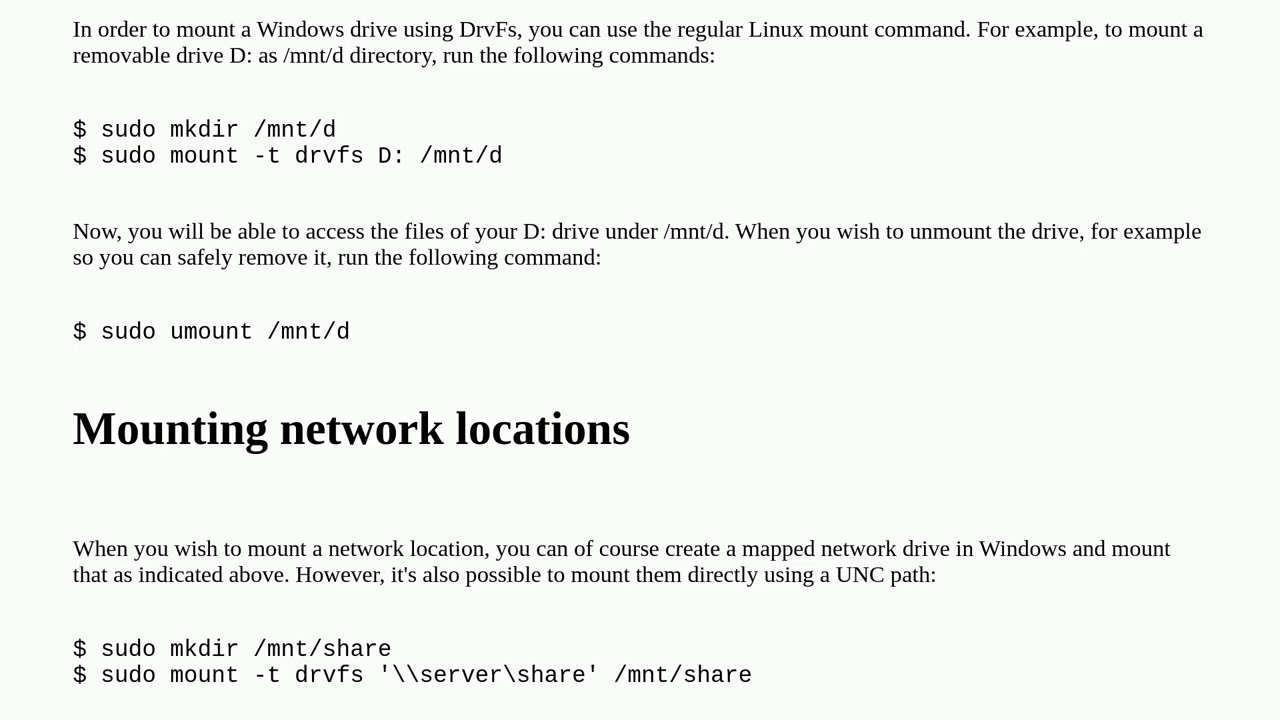 In order to mount a Windows drive using DrvFs, you can use the regular Linux mount command. For example, to mount a
removable drive D: as /mnt/d directory, run the following commands:
$ sudo mkdir /mnt/d
$ sudo mount -t drvfs D: /mnt/d
Now, you will be able to access the files of your D: drive under /mnt/d. When you wish to unmount the drive, for example
so you can safely remove it, run the following command:
$ sudo umount /mnt/d
Mounting network locations
When you wish to mount a network location, you can of course create a mapped network drive in Windows and mount
that as indicated above. However, it's also possible to mount them directly using a UNC path:
$ sudo mkdir /mnt/share
$ sudo mount -t drvfs '\\server\share' /mnt/share